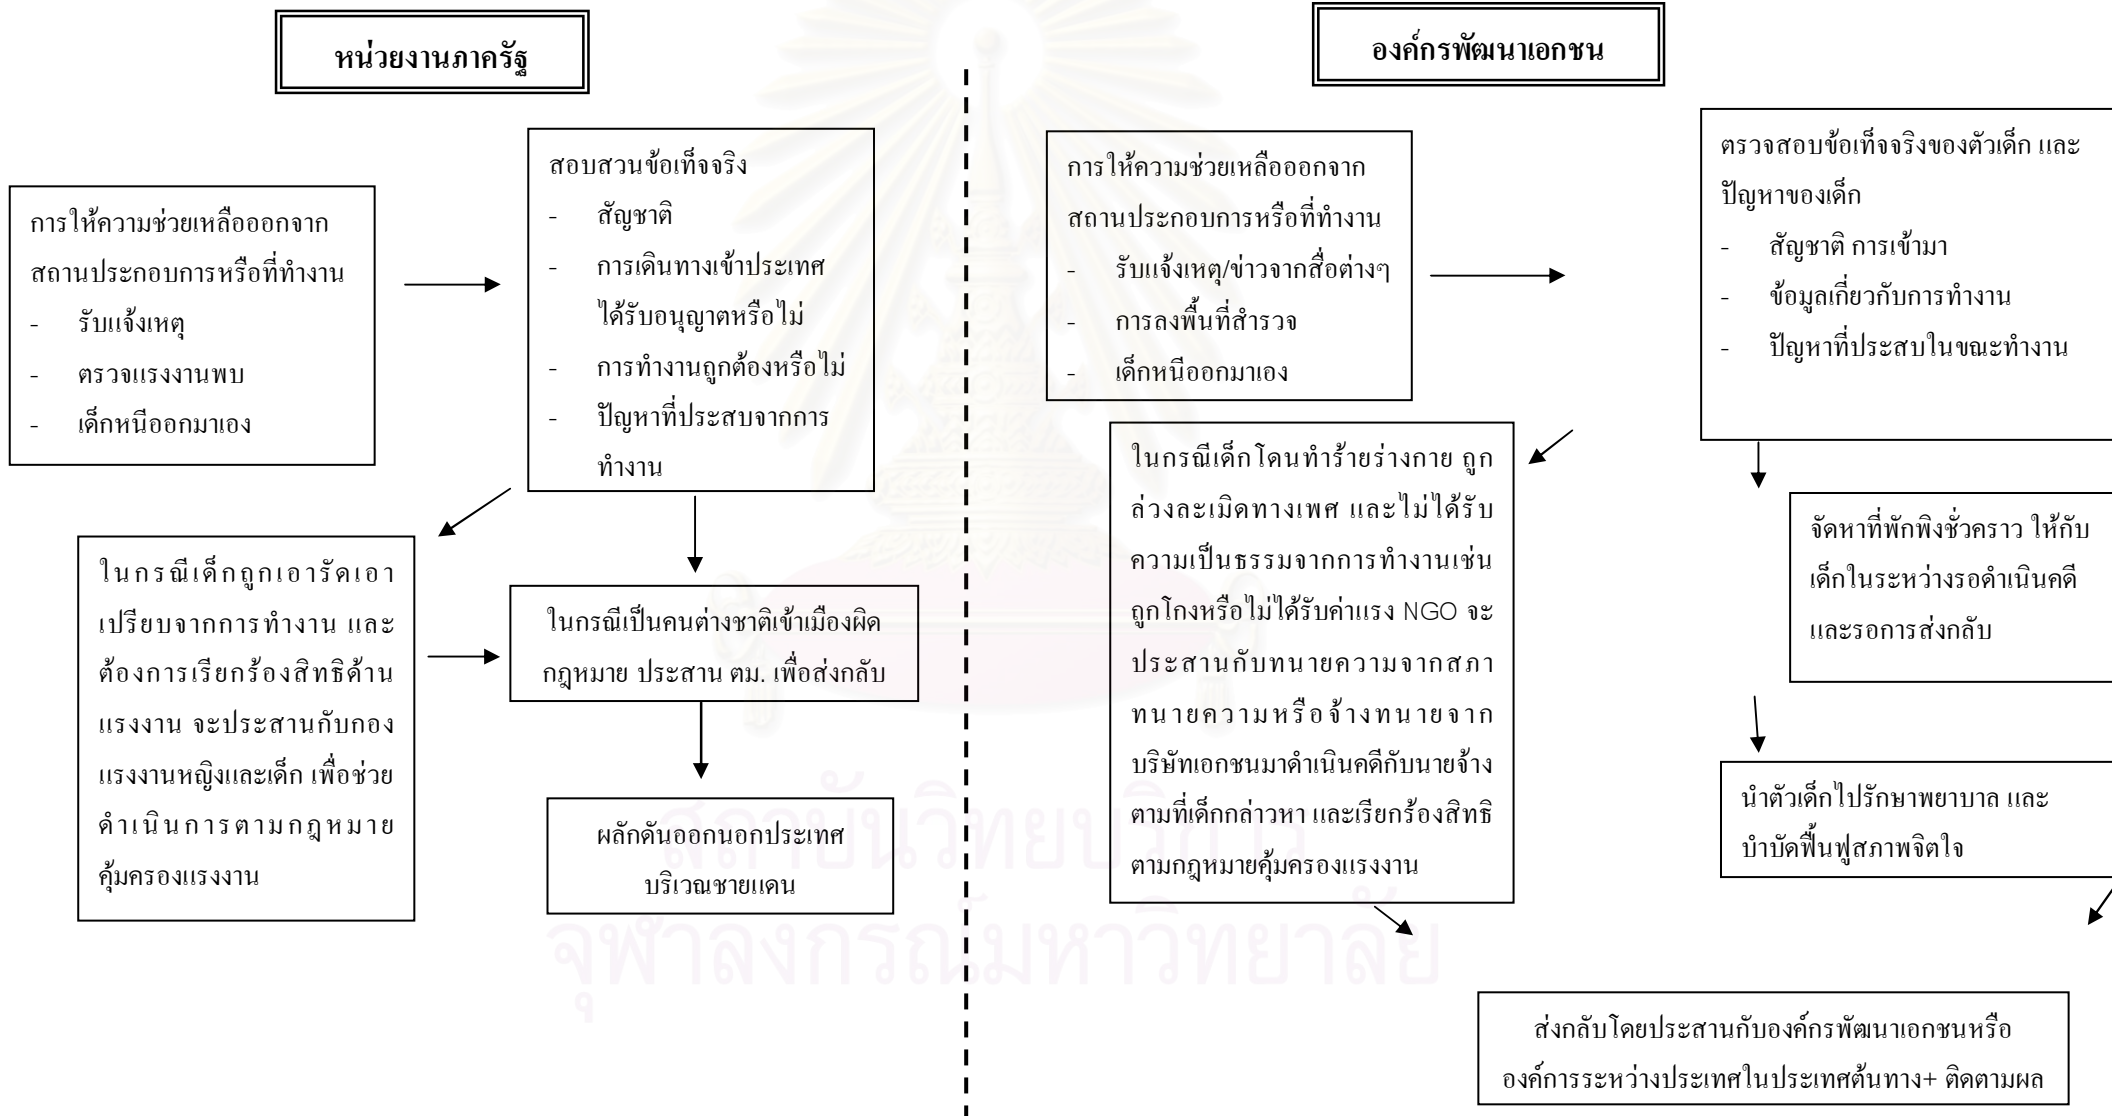 หน่วยงานภาครัฐ
การให้ความช่วยเหลือออกจาก
สถานประกอบการหรือที่ทำงาน
- รับแจ้งเหตุ
- ตรวจแรงงานพบ
- เด็กหนีออกมาเอง
สอบสวนข้อเท็จจริง
- สัญชาติ
- การเดินทางเข้าประเทศ
ได้รับอนุญาตหรือไม่
- การทำงานถูกต้องหรือไม่
- ปัญหาที่ประสบจากการ
ทำงาน
ในกรณีเด็กถูกเอารัดเอา
เปรียบจากการทำงาน และ
ต้องการเรียกร้องสิทธิด้าน
แรงงาน จะประสานกับกอง
แรงงานหญิงและเด็ก เพื่อช่วย
ดำเนินการตามกฎหมาย
คุ้มครองแรงงาน
ในกรณีเป็นคนต่างชาติเข้าเมืองผิด
กฎหมาย ประสาน ตม. เพื่อส่งกลับ
ผลักดันออกนอกประเทศ
บริเวณชายแดน
องค์กรพัฒนาเอกชน
การให้ความช่วยเหลือออกจาก
สถานประกอบการหรือที่ทำงาน
- รับแจ้งเหตุ/ข่าวจากสื่อต่างๆ
- การลงพื้นที่สำรวจ
- เด็กหนีออกมาเอง
ตรวจสอบข้อเท็จจริงของตัวเด็ก และ
ปัญหาของเด็ก
- สัญชาติ การเข้ามา
- ข้อมูลเกี่ยวกับการทำงาน
- ปัญหาที่ประสบในขณะทำงาน
ในกรณีเด็กโดนทำร้ายร่างกาย ถูก
ล่วงละเมิดทางเพศ และไม่ได้รับ
ความเป็นธรรมจากการทำงานเช่น
ถูกโกงหรือไม่ได้รับค่าแรง NGO จะ
ประสานกับทนายความจากสภา
ทนายความหรือจ้างทนายจาก
บริษัทเอกชนมาดำเนินคดีกับนายจ้าง
ตามที่เด็กกล่าวหา และเรียกร้องสิทธิ
ตามกฎหมายคุ้มครองแรงงาน
จัดหาที่พักพิงชั่วคราว ให้กับ
เด็กในระหว่างรอดำเนินคดี
และรอการส่งกลับ
นำตัวเด็กไปรักษาพยาบาล และ
บำบัดฟื้นฟูสภาพจิตใจ
ส่งกลับโดยประสานกับองค์กรพัฒนาเอกชนหรือ
องค์การระหว่างประเทศในประเทศต้นทาง+ ติดตามผล
สถาบันวิทยบริการ
จุฬาลงกรณ์มหาวิทยาลัย